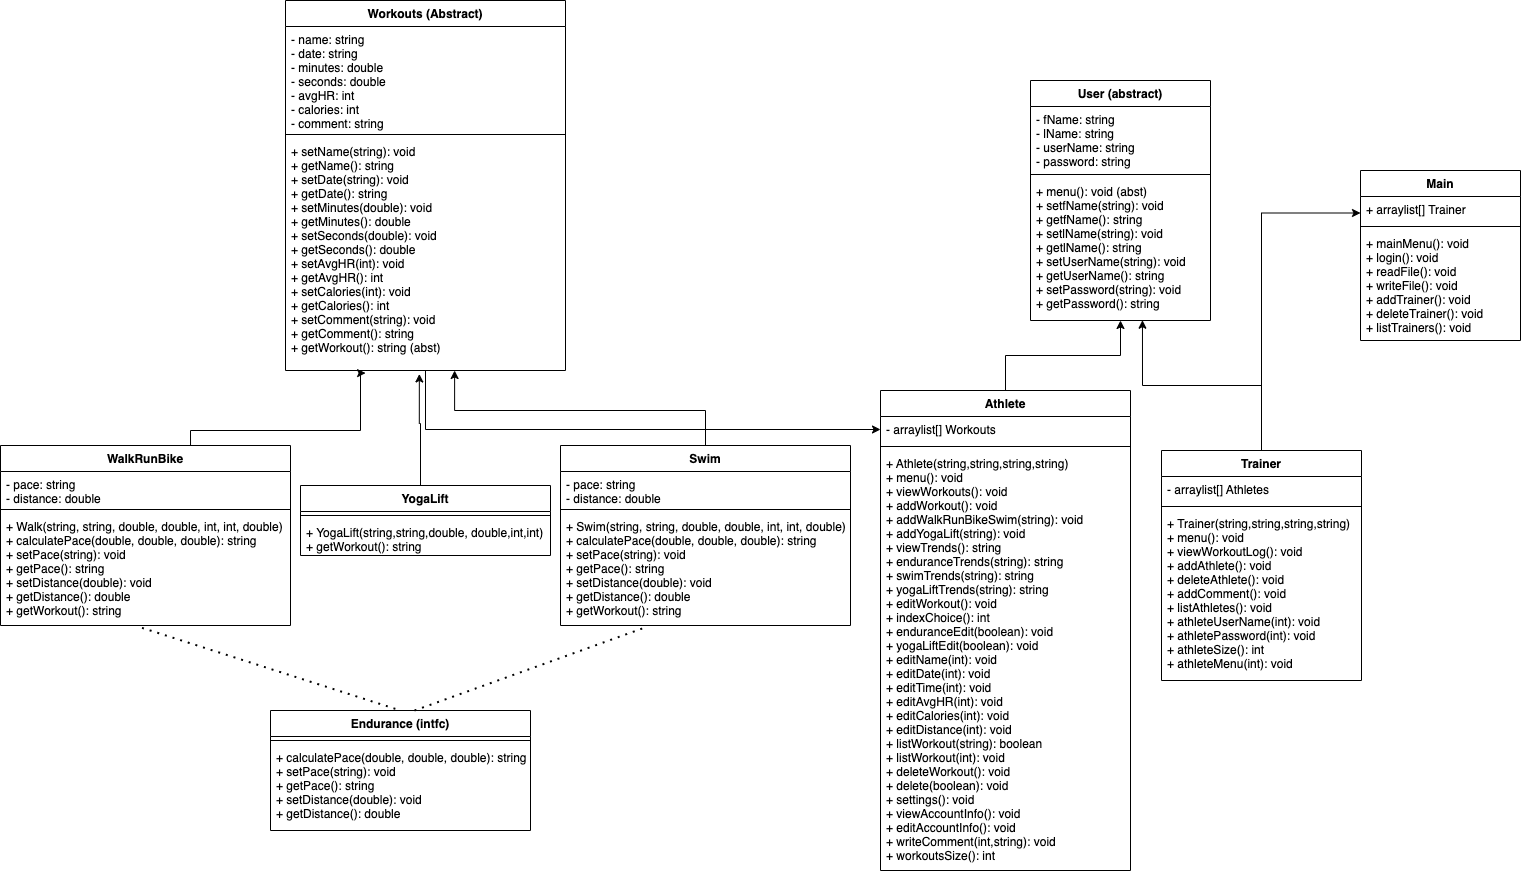 Workouts (Abstract)
- name: string
- date: string
- minutes: double
- seconds: double
- avgHR: int
- calories: int
- comment: string
+ setName(string): void
+ getName(): string
+ setDate(string): void
+ getDate(): string
+ setMinutes(double): void
+ getMinutes(): double
+ setSeconds(double): void
+ getSeconds(): double
+ setAvgHR(int): void
+ getAvgHR(): int
+ setCalories(int): void
+ getCalories(): int
+ setComment(string): void
+ getComment(): string
+ getWorkout(): string (abst)
User (abstract)
- fName: string
- lName: string
- userName: string
- password: string
+ menu(): void (abst)
+ setfName(string): void
+ getfName(): string
+ setlName(string): void
+ getlName(): string
+ setUserName(string): void
+ getUserName(): string
+ setPassword(string): void
+ getPassword(): string
Main
+ arraylist[] Trainer
+ mainMenu(): void
+ login(): void
+ readFile(): void
+ writeFile(): void
+ addTrainer(): void
+ deleteTrainer(): void
+ listTrainers(): void
WalkRunBike
- pace: string
- distance: double
+ Walk(string, string, double, double, int, int, double)
+ calculatePace(double, double, double): string
+ setPace(string): void
+ getPace(): string
+ setDistance(double): void
+ getDistance(): double
+ getWorkout(): string
YogaLift
+ YogaLift(string,string,double, double,int,int)
+ getWorkout(): string
Swim
- pace: string
- distance: double
+ Swim(string, string, double, double, int, int, double)
+ calculatePace(double, double, double): string
+ setPace(string): void
+ getPace(): string
+ setDistance(double): void
+ getDistance(): double
+ getWorkout(): string
Athlete
- arraylist[] Workouts
+ Athlete(string,string,string,string)
+ menu(): void
+ viewWorkouts(): void
+ addWorkout(): void
+ addWalkRunBikeSwim(string): void
+ addYogaLift(string): void
+ viewTrends(): string
+ enduranceTrends(string): string
+ swimTrends(string): string
+ yogaLiftTrends(string): string
+ editWorkout(): void
+ indexChoice(): int
+ enduranceEdit(boolean): void
+ yogaLiftEdit(boolean): void
+ editName(int): void
+ editDate(int): void
+ editTime(int): void
+ editAvgHR(int): void
+ editCalories(int): void
+ editDistance(int): void
+ listWorkout(string): boolean
+ listWorkout(int): void
+ deleteWorkout(): void
+ delete(boolean): void
+ settings(): void
+ viewAccountInfo(): void
+ editAccountInfo(): void
+ writeComment(int,string): void
+ workoutsSize(): int
Trainer
- arraylist[] Athletes
+ Trainer(string,string,string,string)
+ menu(): void
+ viewWorkoutLog(): void
+ addAthlete(): void
+ deleteAthlete(): void
+ addComment(): void
+ listAthletes(): void
+ athleteUserName(int): void
+ athletePassword(int): void
+ athleteSize(): int
+ athleteMenu(int): void
Endurance (intfc)
+ calculatePace(double, double, double): string
+ setPace(string): void
+ getPace(): string
+ setDistance(double): void
+ getDistance(): double